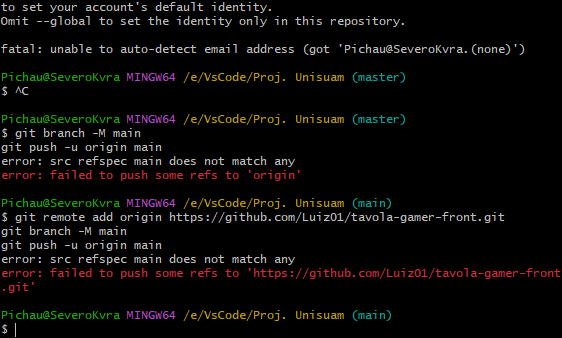 to set your account's default identity.
Omit --global to set the identity only in this repository.
fatal: unable to auto-detect email address (got 'Pichau@SeveroKvra.(none)')
Pichau@SeveroKvra MINGW64 /e/VsCode/Proj. Unisuam (master)
$ ^C
Pichau@SeveroKvra MINGW64 /e/VsCode/Proj. Unisuam (master)
$ git branch -M main
git push -u origin main
error: src refspec main does not match any
error: failed to push some refs to 'origin'
Pichau@SeveroKvra MINGW64 /e/VsCode/Proj. Unisuam (main)
$ git remote add origin https://github.com/Luiz01/tavola-gamer-front.git
git branch -M main
git push -u origin main
error: src refspec main does not match any
error: failed to push some refs to 'https://github.com/Luiz01/tavola-gamer-front
.git'
Pichau@SeveroKvra MINGW64 /e/VsCode/Proj. Unisuam (main)
$